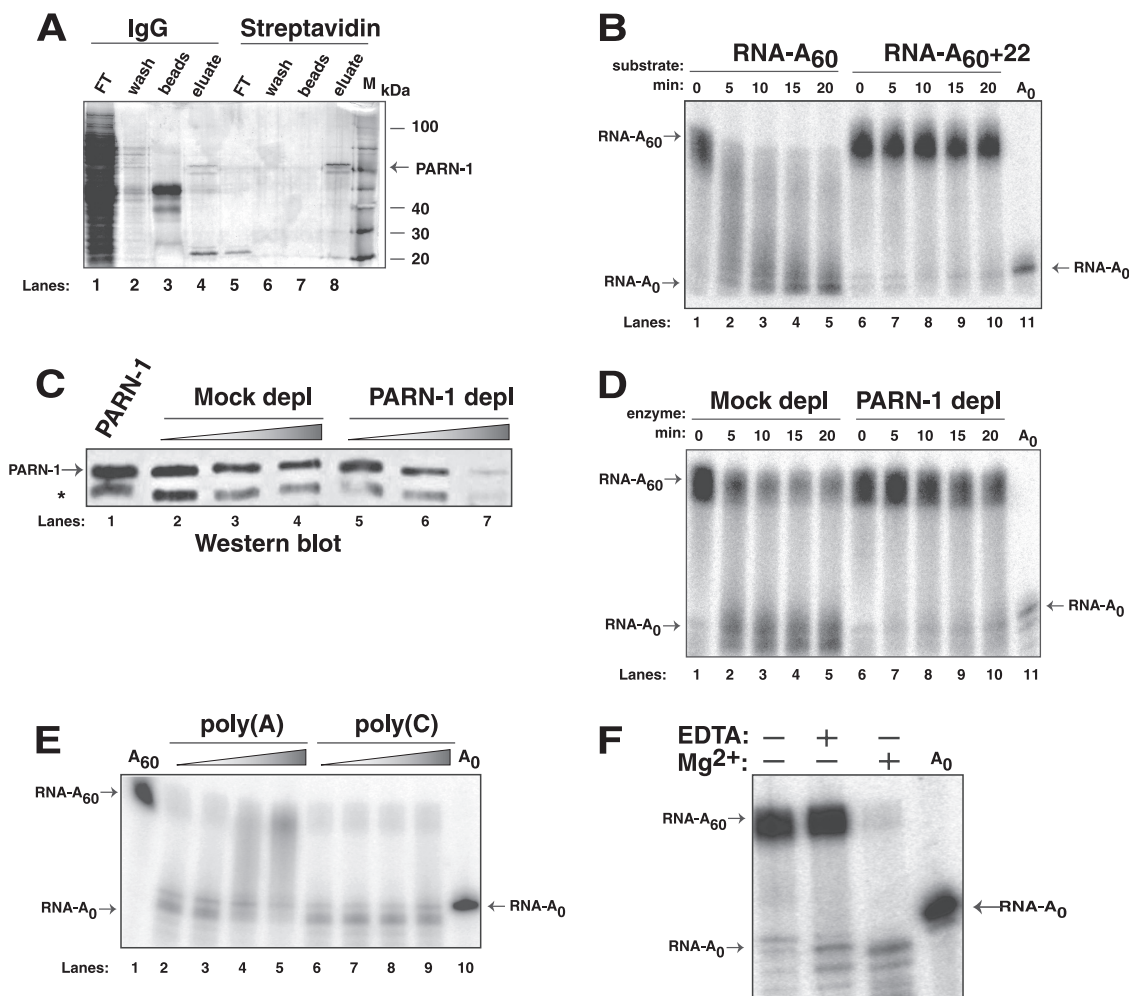 A
IgG Streptavidin
FT wash beads eluate FT wash beads eluate M kDa
100
PARN-1
40
30
20
Lanes: 1 2 3 4 5 6 7 8
B
substrate: RNA-A60 RNA-A60+22
min: 0 5 10 15 20 0 5 10 15 20 A0
RNA-A60
RNA-A0
RNA-A0
Lanes: 1 2 3 4 5 6 7 8 9 10 11
C
PARN-1 Mock depl PARN-1 depl
PARN-1
*
Lanes: 1 2 3 4 5 6 7
Western blot
D
enzyme: Mock depl PARN-1 depl
min: 0 5 10 15 20 0 5 10 15 20 A0
RNA-A60
RNA-A0
RNA-A0
Lanes: 1 2 3 4 5 6 7 8 9 10 11
E
poly(A) poly(C)
A60 A0
RNA-A60
RNA-A0 RNA-A0
Lanes: 1 2 3 4 5 6 7 8 9 10
F
EDTA: — + —
Mg2+: — — + A0
RNA-A60
RNA-A0
RNA-A0